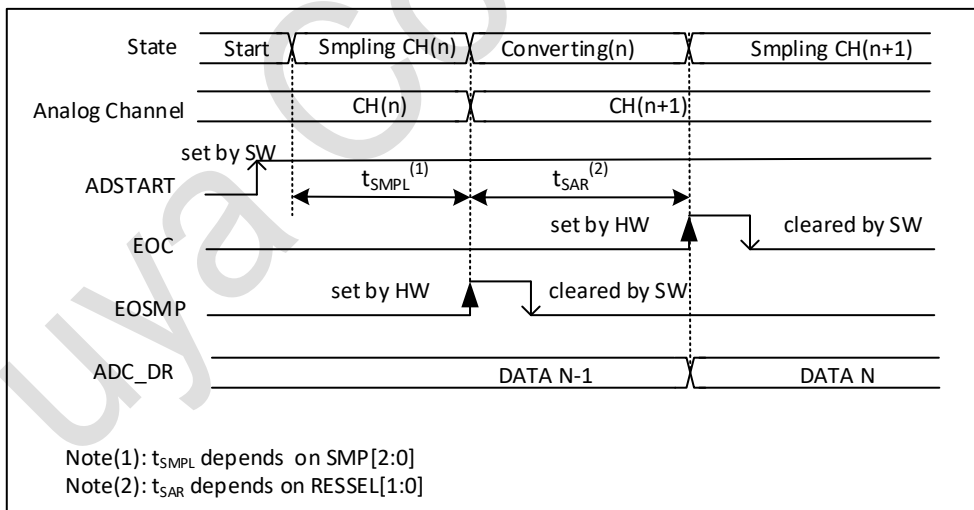 State Start Smpling CH(n) Converting(n) Smpling CH(n+1)
Analog Channel CH(n) CH(n+1)
set by SW
ADSTART tSMPL(1) tSAR(2)
set by HW cleared by SW
EOC
set by HW cleared by SW
EOSMP
ADC_DR DATA N-1 DATA N
Note(1): tSMPL depends on SMP[2:0]
Note(2): tSAR depends on RESSEL[1:0]